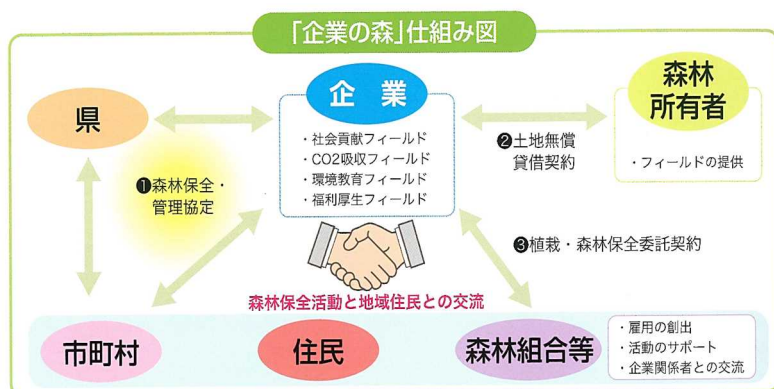 「企業の森」仕組み図
県
企業
・社会貢献フィールド
・CO2吸収フィールド
・環境教育フィールド
・福利厚生フィールド
森林
所有者
・フィールドの提供
❶森林保全・
管理協定
❷土地無償
貸借契約
❸植栽・森林保全委託契約
森林保全活動と地域住民との交流
市町村
住民
森林組合等
・雇用の創出
・活動のサポート
・企業関係者との交流